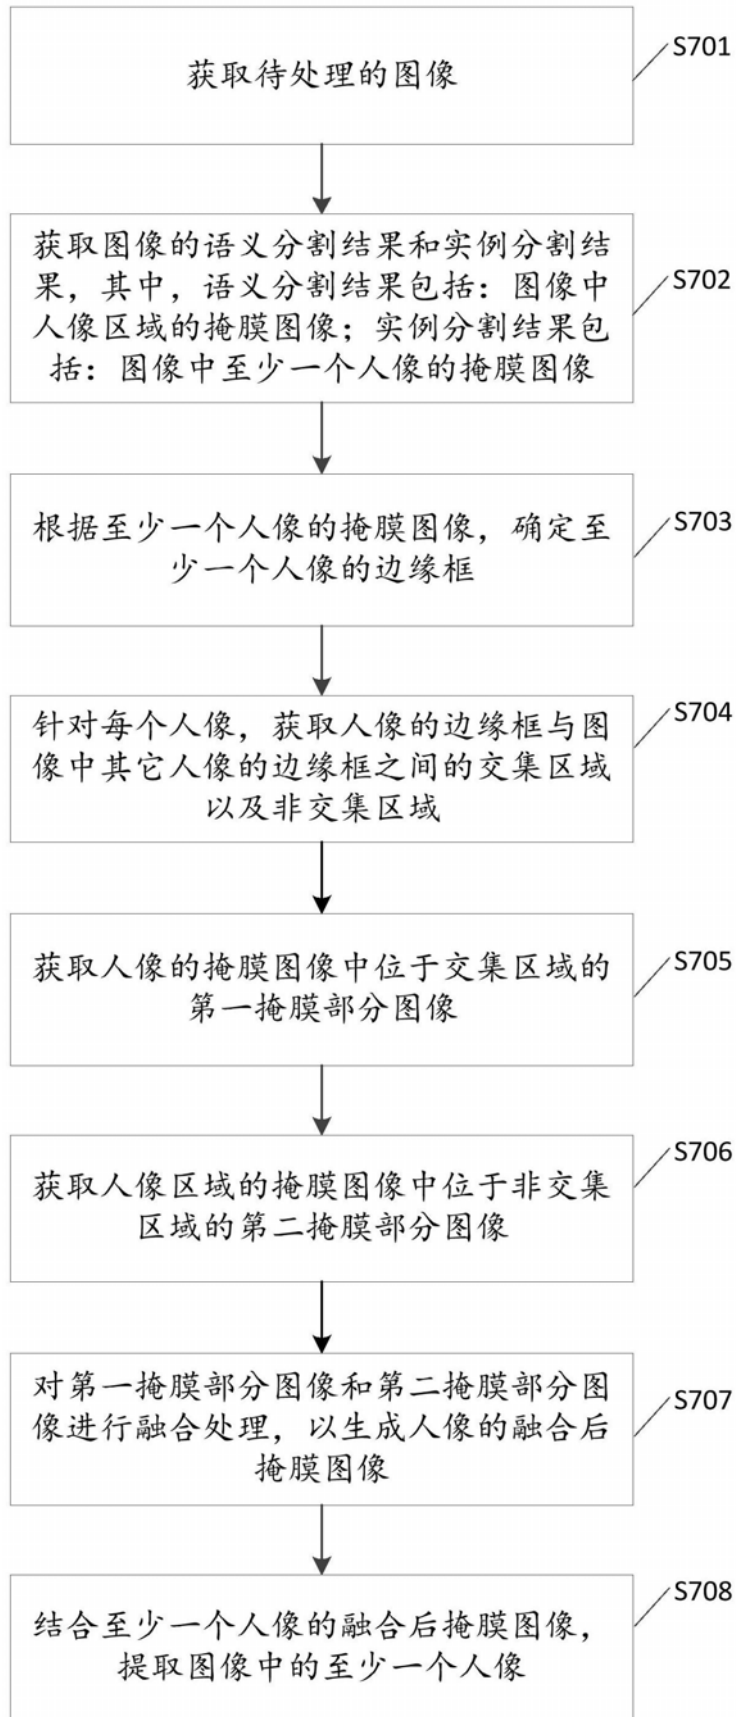 获取待处理的图像
S701
获取图像的语义分割结果和实例分割结
果，其中，语义分割结果包括：图像中
人像区域的掩膜图像；实例分割结果包
括：图像中至少一个人像的掩膜图像
S702
根据至少一个人像的掩膜图像，确定至
少一个人像的边缘框
S703
针对每个人像，获取人像的边缘框与图
像中其它人像的边缘框之间的交集区域
以及非交集区域
S704
获取人像的掩膜图像中位于交集区域的
第一掩膜部分图像
S705
获取人像区域的掩膜图像中位于非交集
区域的第二掩膜部分图像
S706
对第一掩膜部分图像和第二掩膜部分图
像进行融合处理，以生成人像的融合后
掩膜图像
S707
结合至少一个人像的融合后掩膜图像，
提取图像中的至少一个人像
S708